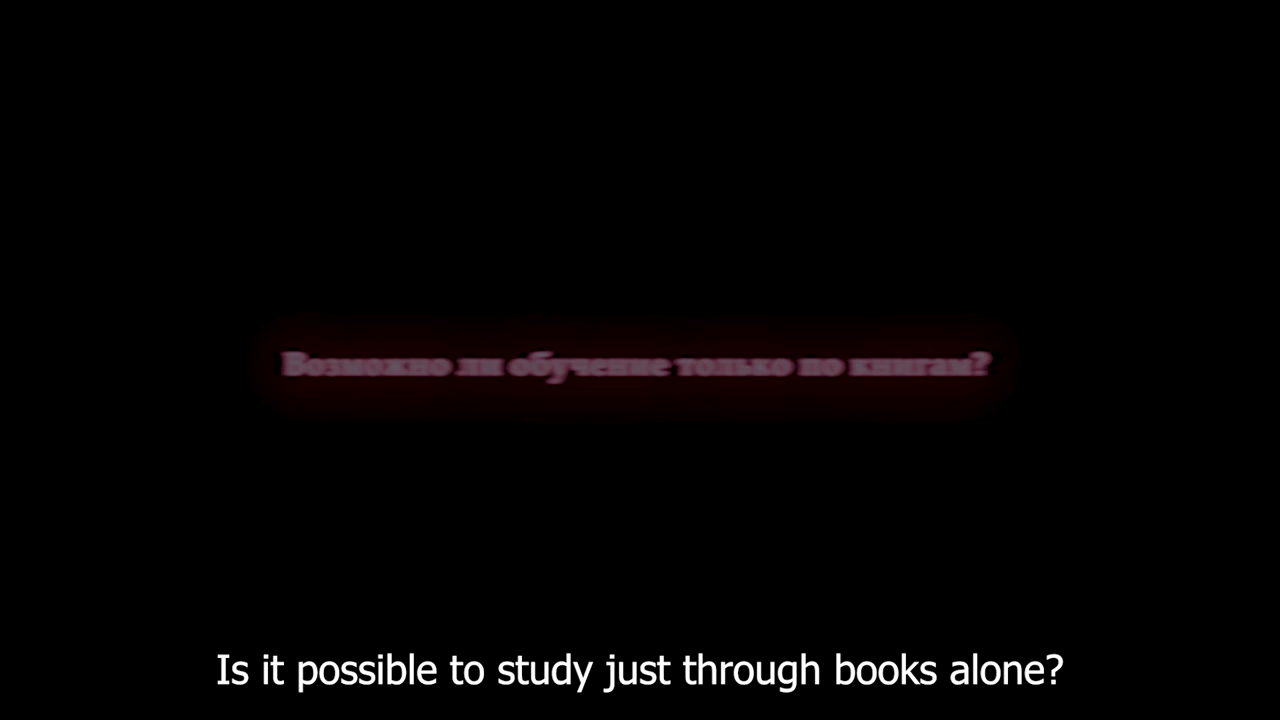 Возможно ли обучение только по книгам?
Is it possible to study just through books alone?